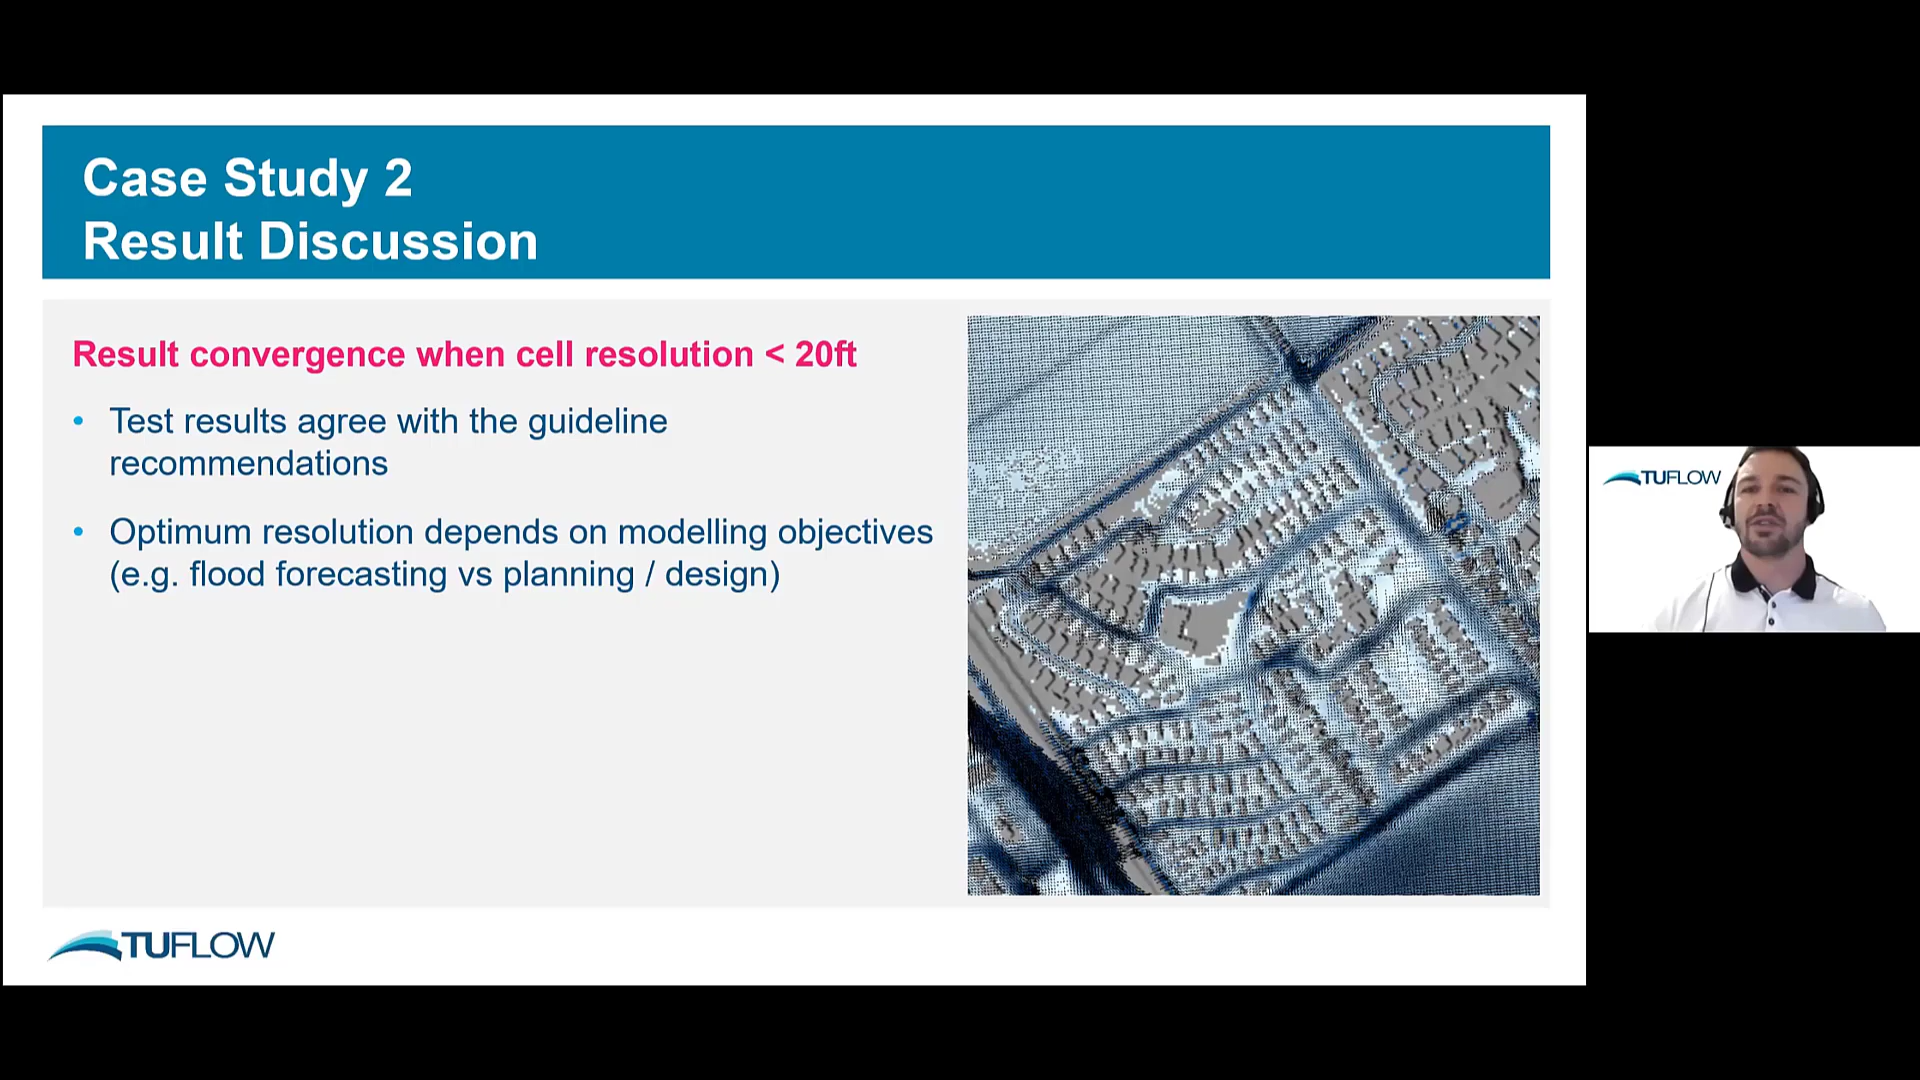 Case Study 2
Result Discussion
Result convergence when cell resolution < 20ft
• Test results agree with the guideline
recommendations
• Optimum resolution depends on modelling objectives
(e.g. flood forecasting vs planning / design)
TUFLOW
TUFLOW